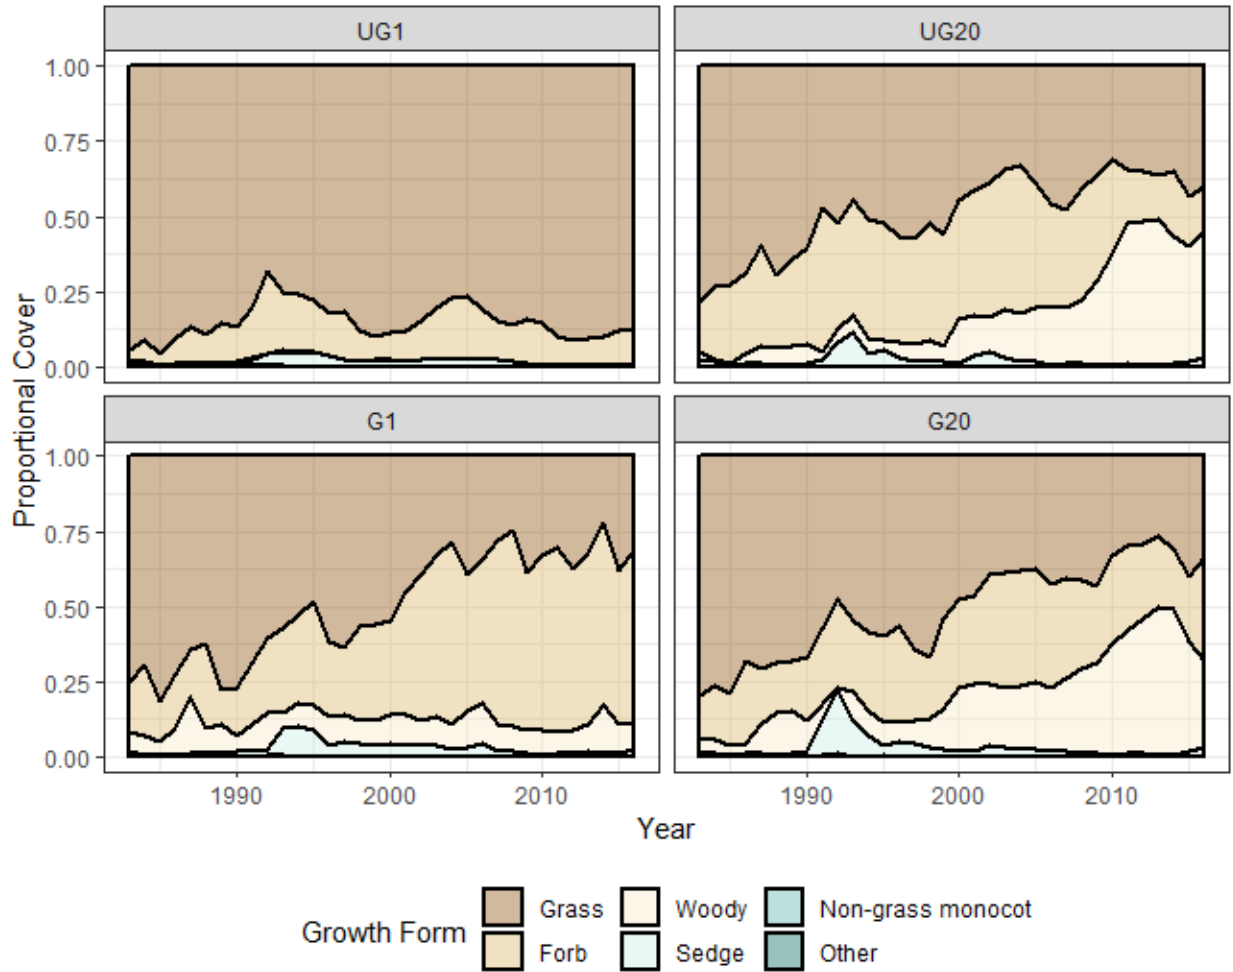 UG1 UG20
1.00
0.75
0.50
0.25
0.00
G1 G20
1.00
0.75
0.50
0.25
0.00
Proportional Cover
1990 2000 2010 1990 2000 2010
Year
Growth Form
Grass Woody Non-grass monocot
Forb Sedge Other